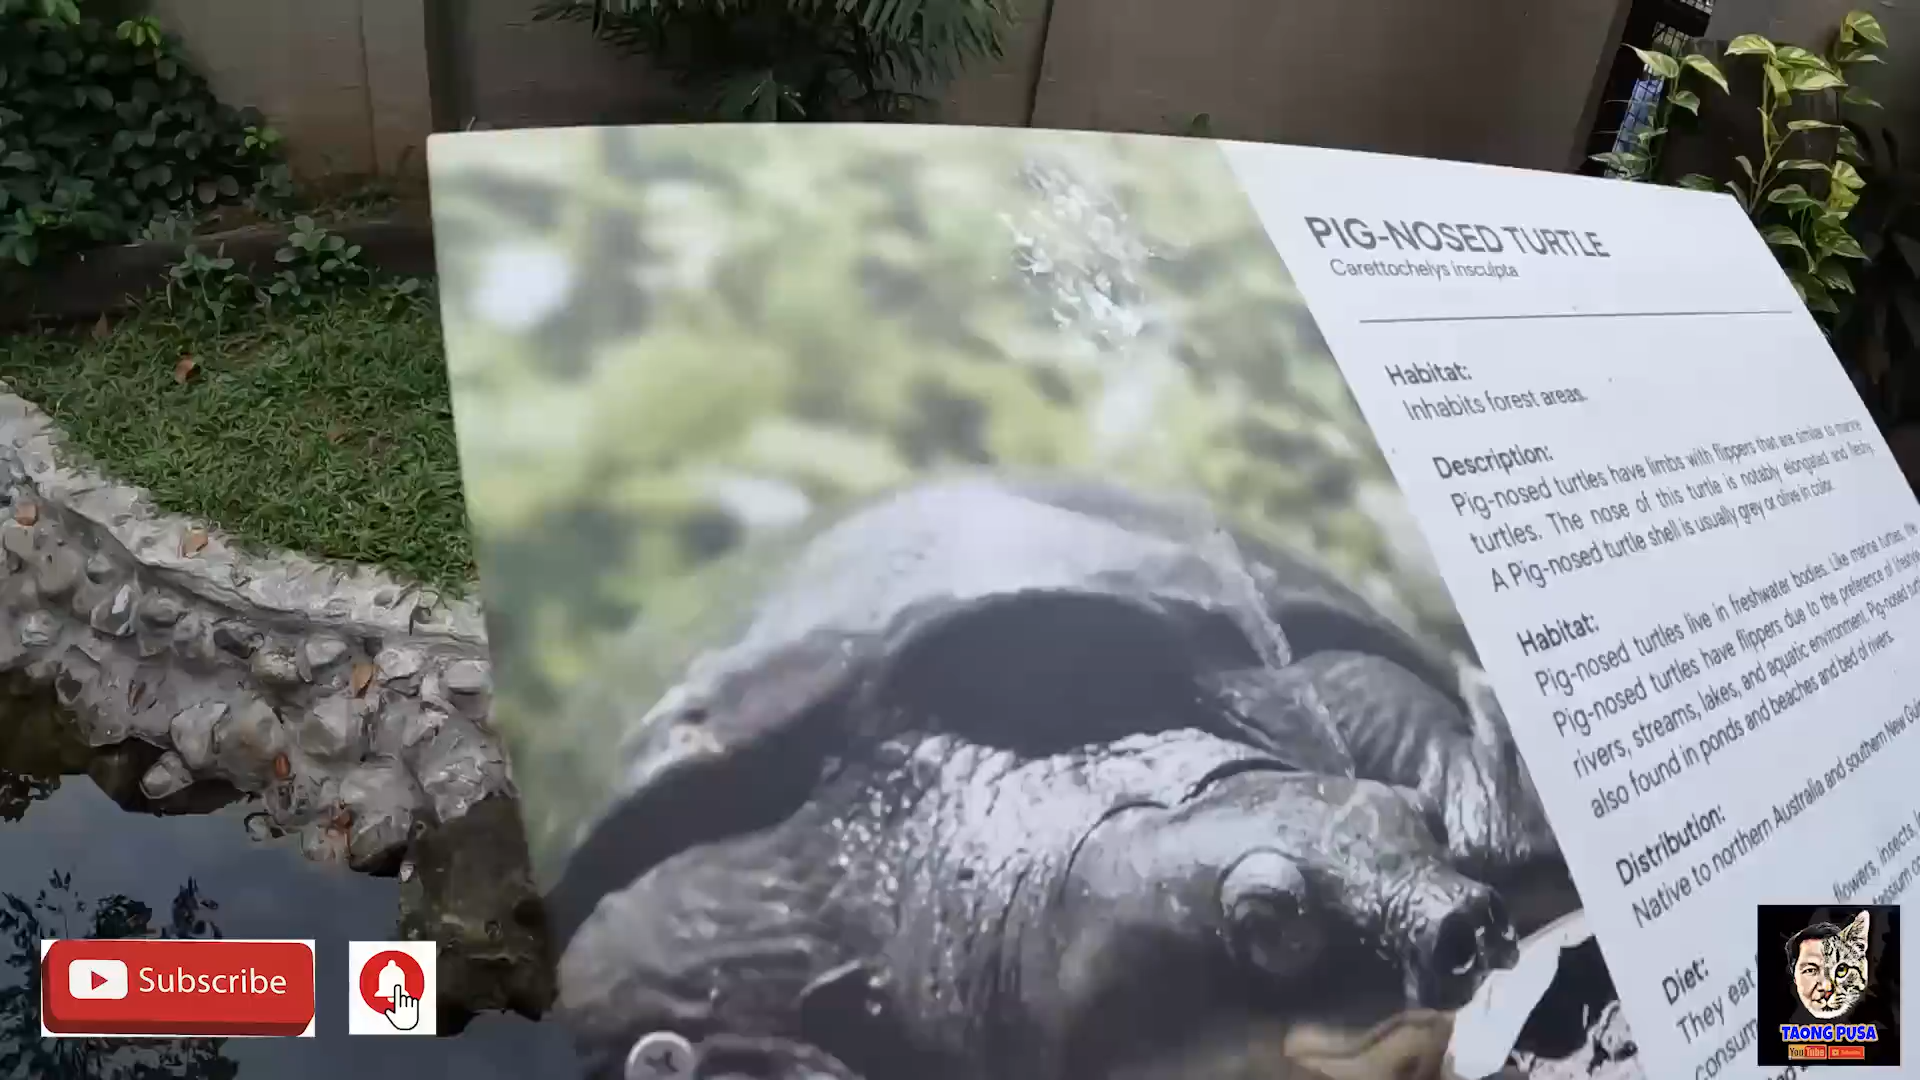 PIG-NOSED TURTLE
Carettochelys insculpta
Habitat:
Inhabits forest areas.
Description:
Pig-nosed turtles have limbs with flippers that are similar to marine
turtles. The nose of this turtle is notably elongated and fleshy.
A Pig-nosed turtle shell is usually grey or olive in color.
Habitat:
Pig-nosed turtles live in freshwater bodies. Like marine turtles, the
Pig-nosed turtles have flippers due to the preference of lifestyle
rivers, streams, lakes, and aquatic environment. Pig-nosed
also found in ponds and beaches and bed of rivers.
Distribution:
Native to northern Australia and southern New
Diet:
They eat
flowers, insects,
Subscribe
TAONG PUSA
YouTube